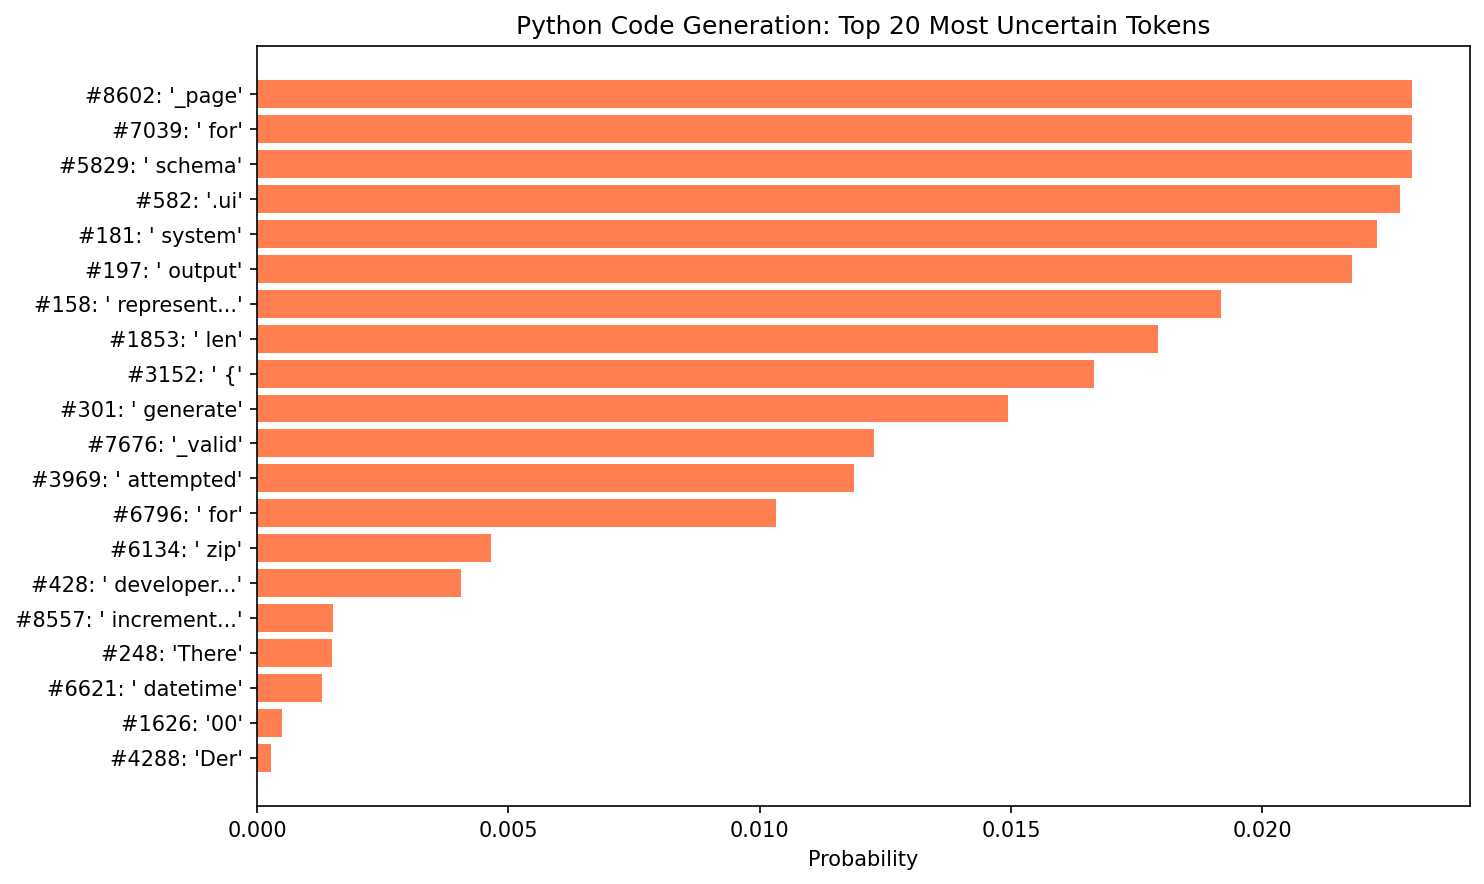 Python Code Generation: Top 20 Most Uncertain Tokens
#8602: '_page'
#7039: ' for'
#5829: ' schema'
#582: '.ui'
#181: ' system'
#197: ' output'
#158: ' represent...'
#1853: ' len'
#3152: ' {'
#301: ' generate'
#7676: '_valid'
#3969: ' attempted'
#6796: ' for'
#6134: ' zip'
#428: ' developer...'
#8557: ' increment...'
#248: 'There'
#6621: ' datetime'
#1626: '00'
#4288: 'Der'
0.000 0.005 0.010 0.015 0.020
Probability